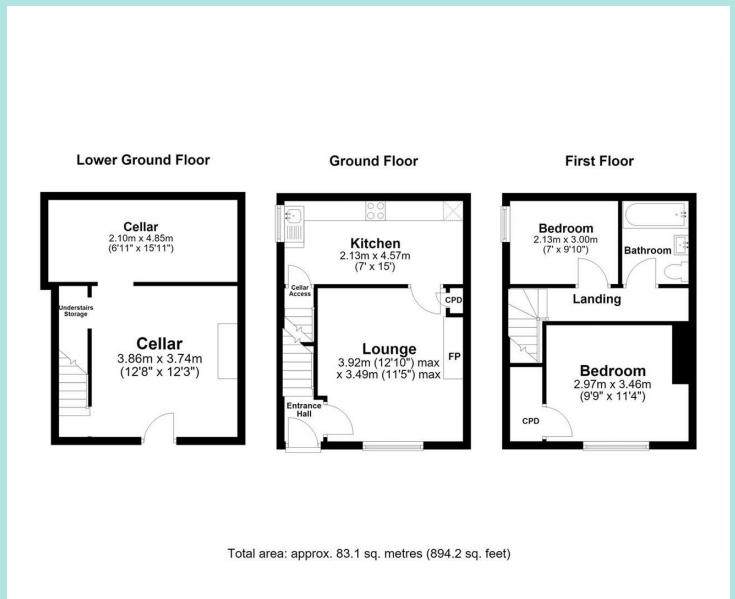 Lower Ground Floor
Cellar
2.10m x 4.85m
(6'11" x 15'11")
Understairs
Storage
Cellar
3.86m x 3.74m
(12'8" x 12'3")
Ground Floor
Kitchen
2.13m x 4.57m
(7' x 15')
Cellar
Access
CPD
Lounge
3.92m (12'10") max
x 3.49m (11'5") max
FP
Entrance
Hall
First Floor
Bedroom
2.13m x 3.00m
(7' x 9'10")
Bathroom
Landing
Bedroom
2.97m x 3.46m
(9'9" x 11'4")
CPD
Total area: approx. 83.1 sq. metres (894.2 sq. feet)